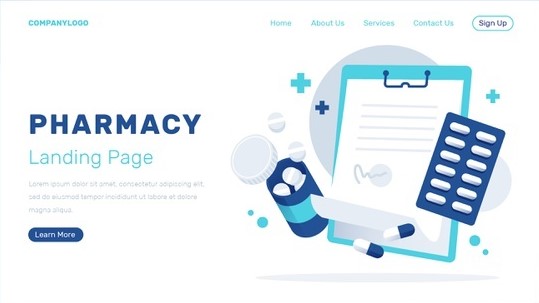 COMPANYLOGO
Home About Us Services Contact Us Sign Up
PHARMACY
Landing Page
Lorem ipsum dolor sit amet, consectetur adipiscing elit,
sed do eiusmod tempor incididunt ut labore et dolore
magna aliqua.
Learn More